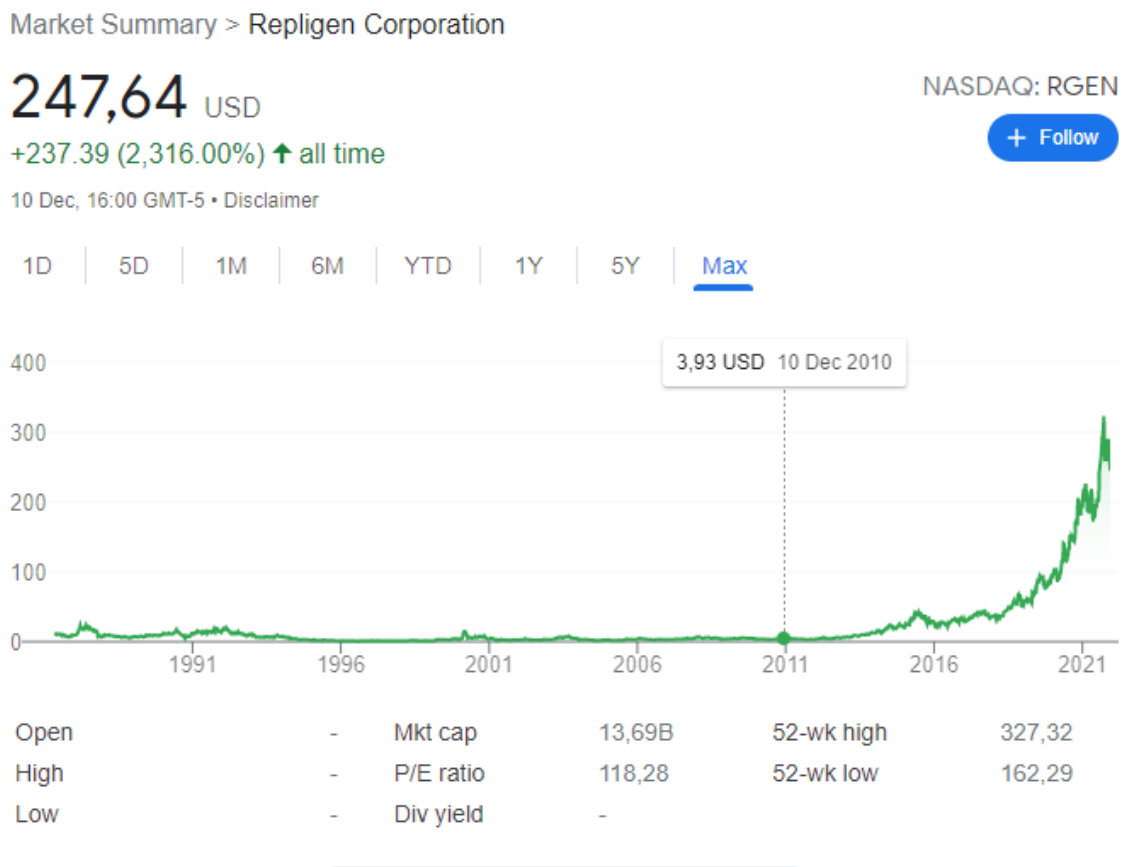 Market Summary > Repligen Corporation
247,64 USD
NASDAQ: RGEN
+237.39 (2,316.00%) ↑ all time
+ Follow
10 Dec, 16:00 GMT-5 • Disclaimer
1D 5D 1M 6M YTD 1Y 5Y Max
3,93 USD 10 Dec 2010
400
300
200
100
0
1991 1996 2001 2006 2011 2016 2021
Open - Mkt cap 13,69B 52-wk high 327,32
High - P/E ratio 118,28 52-wk low 162,29
Low - Div yield -